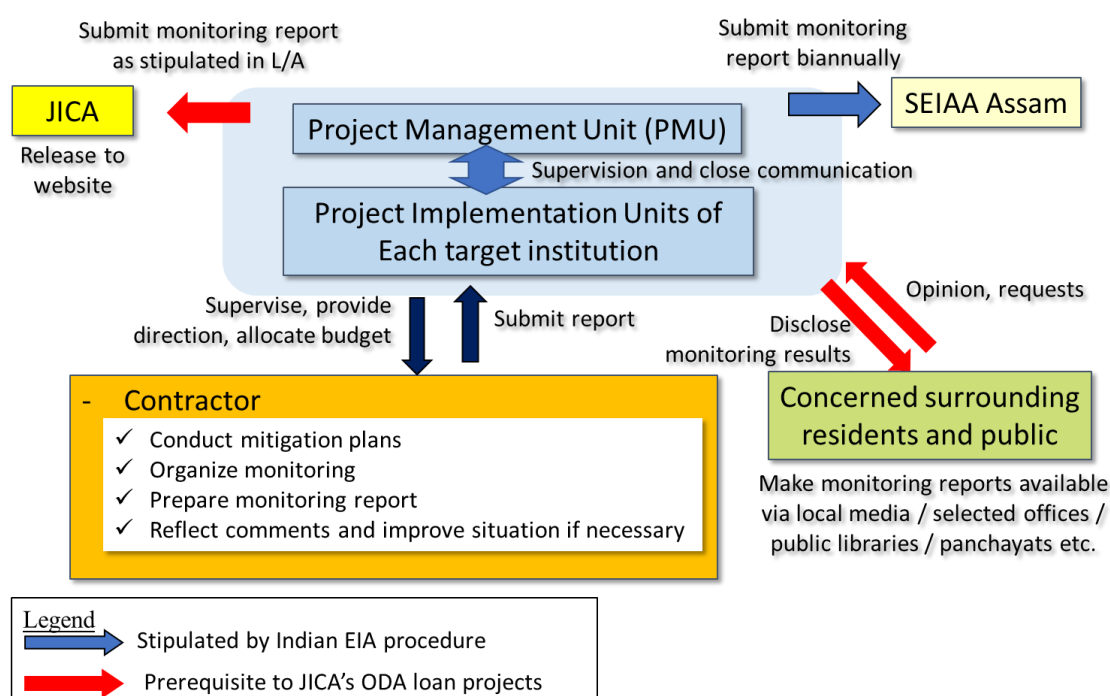 Submit monitoring report
as stipulated in L/A
Submit monitoring
report biannually
JICA
SEIAA Assam
Release to
website
Project Management Unit (PMU)
Supervision and close communication
Project Implementation Units of
Each target institution
Supervise, provide
direction, allocate budget
Submit report
Opinion, requests
Disclose
monitoring results
- Contractor
✓ Conduct mitigation plans
✓ Organize monitoring
✓ Prepare monitoring report
✓ Reflect comments and improve situation if necessary
Concerned surrounding
residents and public
Make monitoring reports available
via local media / selected offices /
public libraries / panchayats etc.
Legend
Stipulated by Indian EIA procedure
Prerequisite to JICA's ODA loan projects